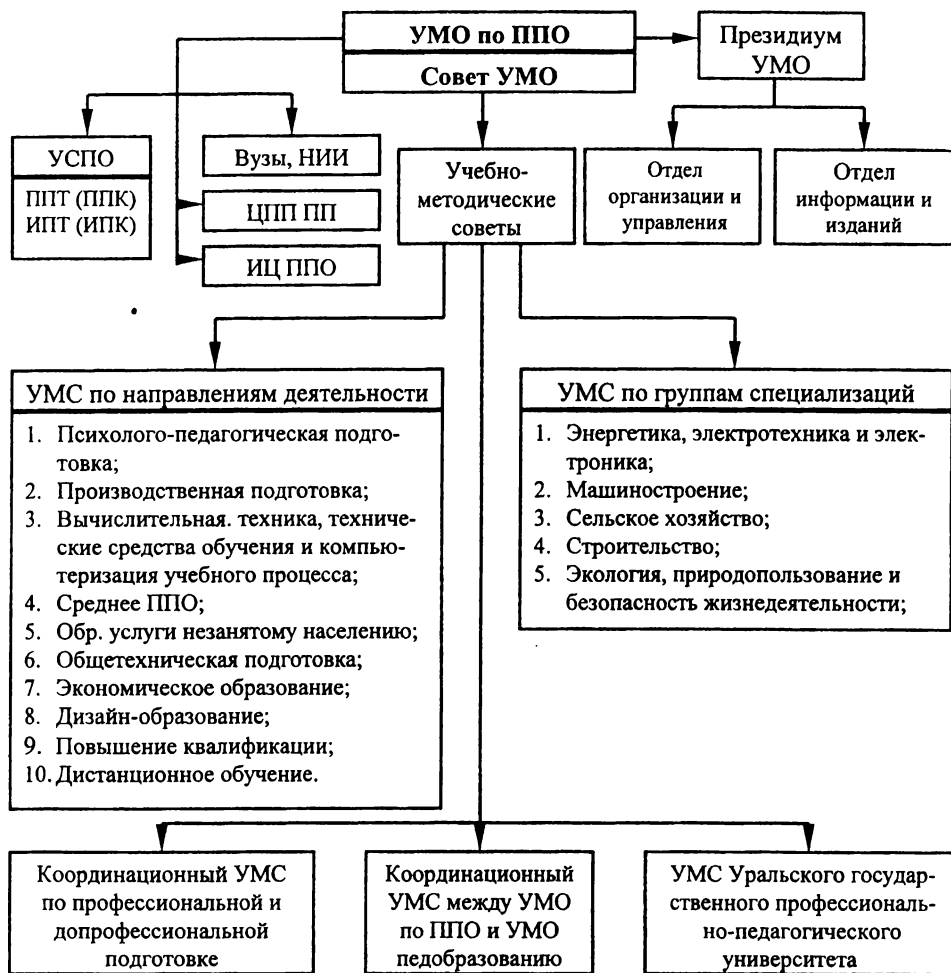 УМО по ППО
Совет УМО
Президиум
УМО
УСПО
ППТ (ППК)
ИПТ (ИПК)
Вузы, НИИ
ЦПП ПП
ИЦ ППО
Учебно-
методические
советы
Отдел
организации и
управления
Отдел
информации и
изданий
УМС по направлениям деятельности
1. Психолого-педагогическая подго-
товка;
2. Производственная подготовка;
3. Вычислительная. техника, техниче-
ские средства обучения и компью-
теризация учебного процесса;
4. Среднее ППО;
5. Обр. услуги незанятому населению;
6. Общетехническая подготовка;
7. Экономическое образование;
8. Дизайн-образование;
9. Повышение квалификации;
10. Дистанционное обучение.
УМС по группам специализаций
1. Энергетика, электротехника и элек-
троника;
2. Машиностроение;
3. Сельское хозяйство;
4. Строительство;
5. Экология, природопользование и
безопасность жизнедеятельности;
Координационный УМС
по профессиональной и
допрофессиональной
подготовке
Координационный
УМС между УМО
по ППО и УМО
педобразованию
УМС Уральского государ-
ственного профессиональ-
но-педагогического
университета